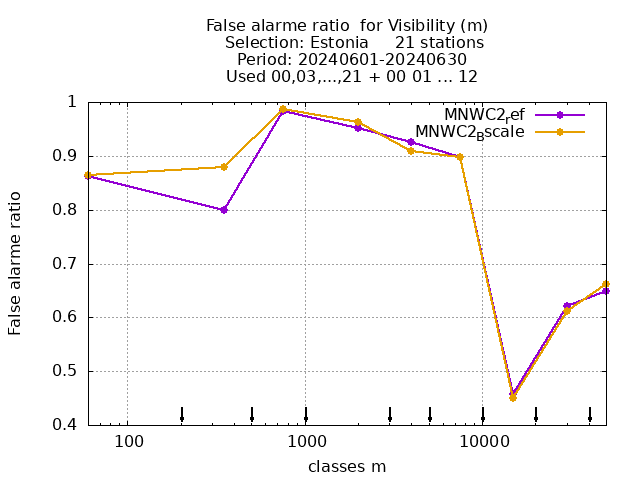 False alarme ratio  for Visibility (m)
Selection: Estonia     21 stations
Period: 20240601-20240630
Used 00,03,...,21 + 00 01 ... 12
MNWC2ref
MNWC2Bscale
1
0.9
0.8
0.7
0.6
0.5
0.4
False alarme ratio
100
1000
10000
classes m